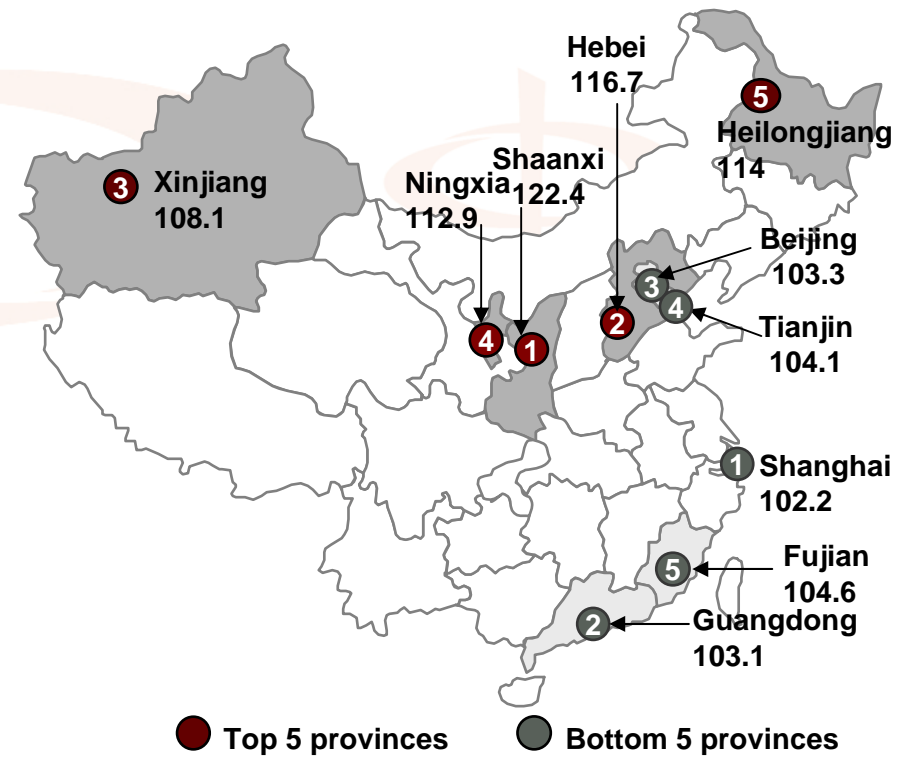 Hebei
116.7
5
Heilongjiang
114
Shaanxi
122.4
Ningxia
112.9
3
Xinjiang
108.1
Beijing
103.3
3
4
Tianjin
104.1
2
4
1
1
Shanghai
102.2
Fujian
104.6
5
2
Guangdong
103.1
Top 5 provinces
Bottom 5 provinces